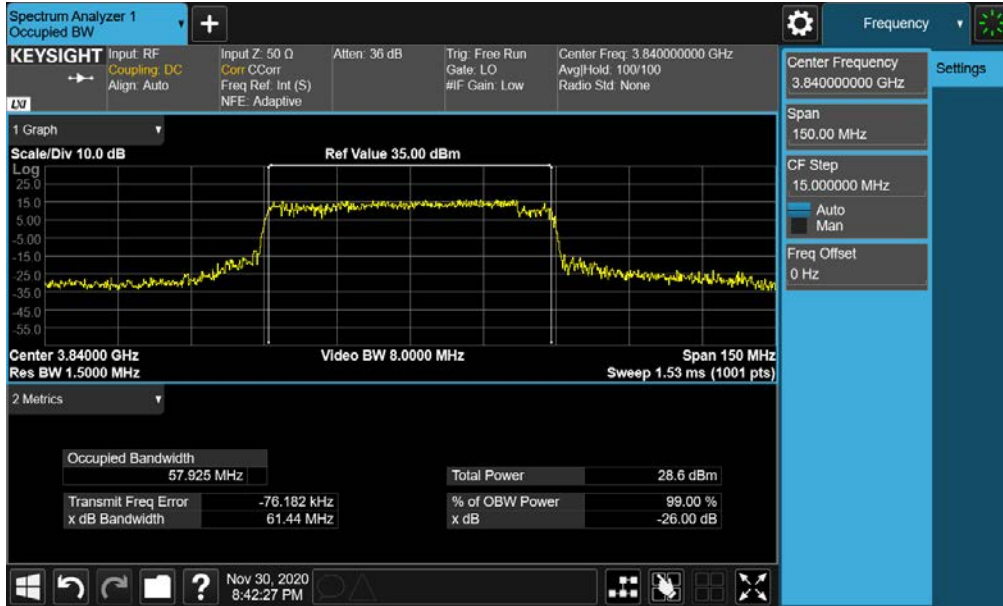 Spectrum Analyzer 1
Occupied BW
Frequency
KEYSIGHT
LXI
Input: RF
Coupling: DC
Align: Auto
Input Z: 50 Ω
Corr CCorr
Freq Ref: Int (S)
NFE: Adaptive
Atten: 36 dB
Trig: Free Run
Gate: LO
#IF Gain: Low
Center Freq: 3.840000000 GHz
Avg|Hold: 100/100
Radio Std: None
Center Frequency
3.840000000 GHz
Settings
Span
150.00 MHz
CF Step
15.000000 MHz
Auto
Man
Freq Offset
0 Hz
1 Graph
Scale/Div 10.0 dB
Ref Value 35.00 dBm
Log
25.0
15.0
5.00
-5.00
-15.0
-25.0
-35.0
-45.0
-55.0
Center 3.84000 GHz
Video BW 8.0000 MHz
Span 150 MHz
Res BW 1.5000 MHz
Sweep 1.53 ms (1001 pts)
2 Metrics
Occupied Bandwidth
57.925 MHz
Total Power 28.6 dBm
Transmit Freq Error -76.182 kHz
% of OBW Power 99.00 %
x dB Bandwidth 61.44 MHz
x dB -26.00 dB
?
Nov 30, 2020
8:42:27 PM